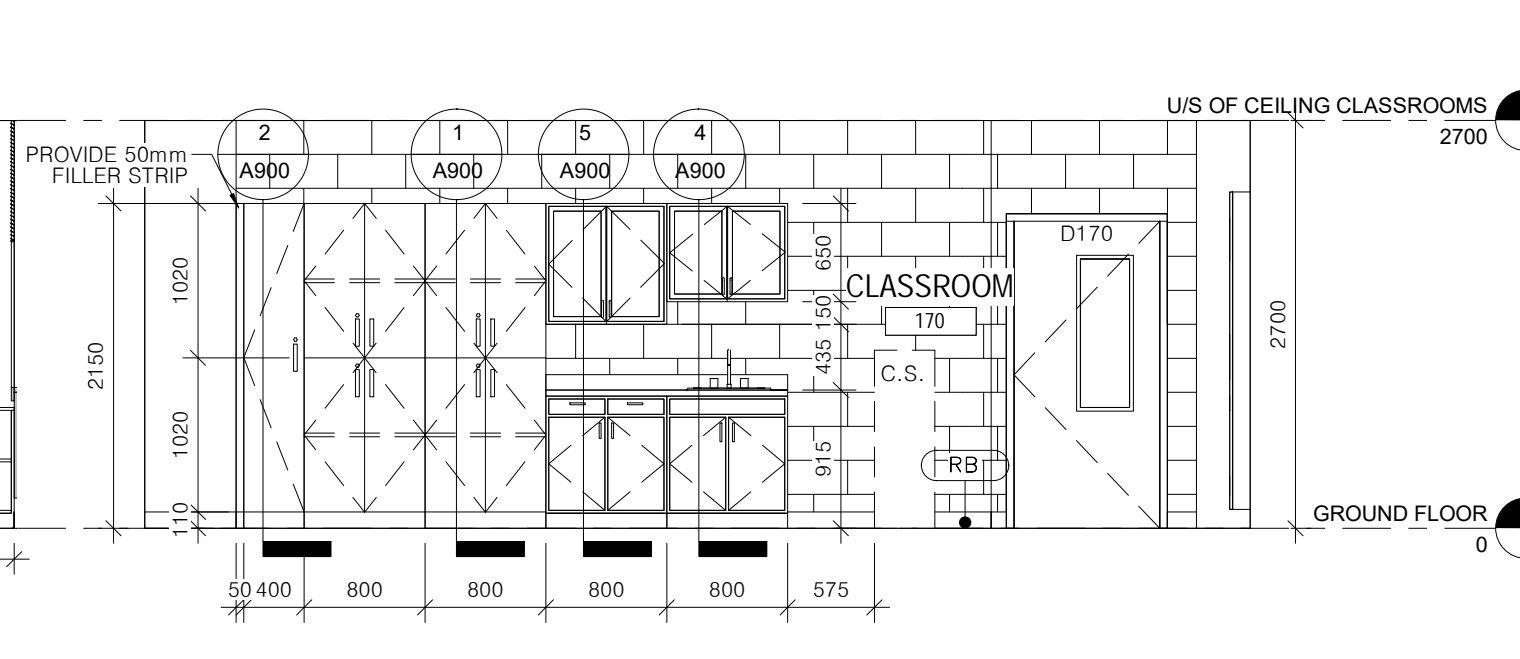 U/S OF CEILING CLASSROOMS
2700
2
A900
1
A900
5
A900
4
A900
PROVIDE 50mm
FILLER STRIP
D170
1020
650
CLASSROOM
150
170
2700
2150
435
C.S.
1020
915
RB
110
GROUND FLOOR
0
50
400
800
800
800
800
575